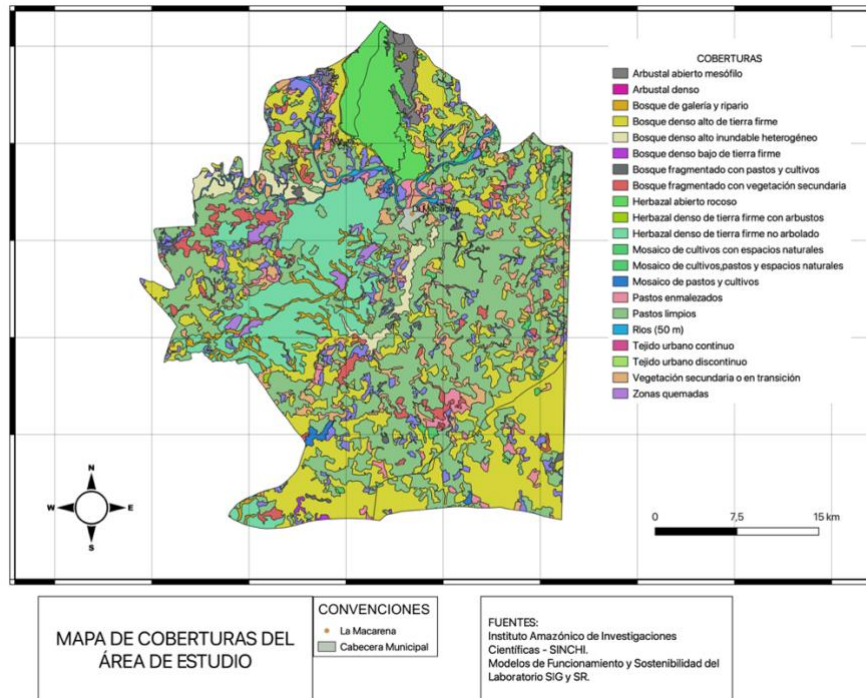 COBERTURAS
Arbustal abierto mesófilo
Arbustal denso
Bosque de galería y ripario
Bosque denso alto de tierra firme
Bosque denso alto inundable heterogéneo
Bosque denso bajo de tierra firme
Bosque fragmentado con pastos y cultivos
Bosque fragmentado con vegetación secundaria
Herbazal abierto rocoso
Herbazal denso de tierra firme con arbustos
Herbazal denso de tierra firme no arbolado
Mosaico de cultivos con espacios naturales
Mosaico de cultivos,pastos y espacios naturales
Mosaico de pastos y cultivos
Pastos enmalezados
Pastos limpios
Ríos (50 m)
Tejido urbano continuo
Tejido urbano discontinuo
Vegetación secundaria o en transición
Zonas quemadas
N
W
E
S
0
7,5
15 km
MAPA DE COBERTURAS DEL
ÁREA DE ESTUDIO
CONVENCIONES
La Macarena
Cabecera Municipal
FUENTES:
Instituto Amazónico de Investigaciones
Científicas - SINCHI.
Modelos de Funcionamiento y Sostenibilidad del
Laboratorio SIG y SR.